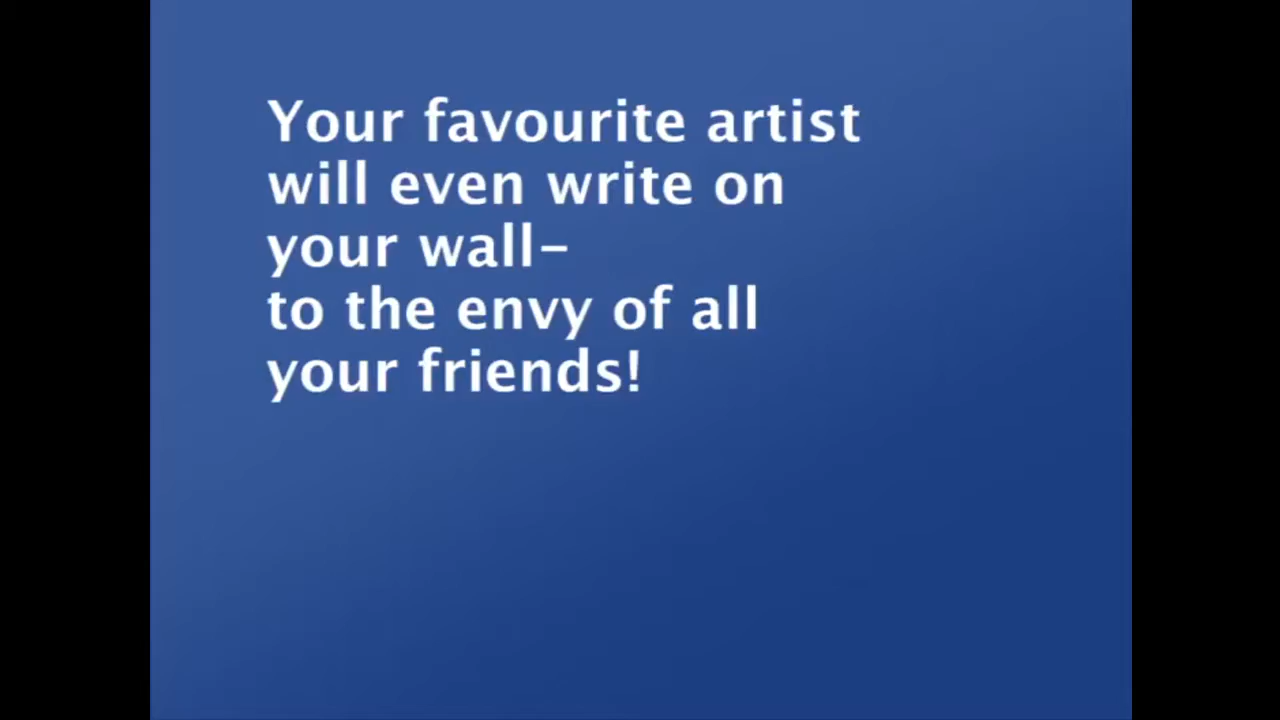 Your favourite artist
will even write on
your wall-
to the envy of all
your friends!